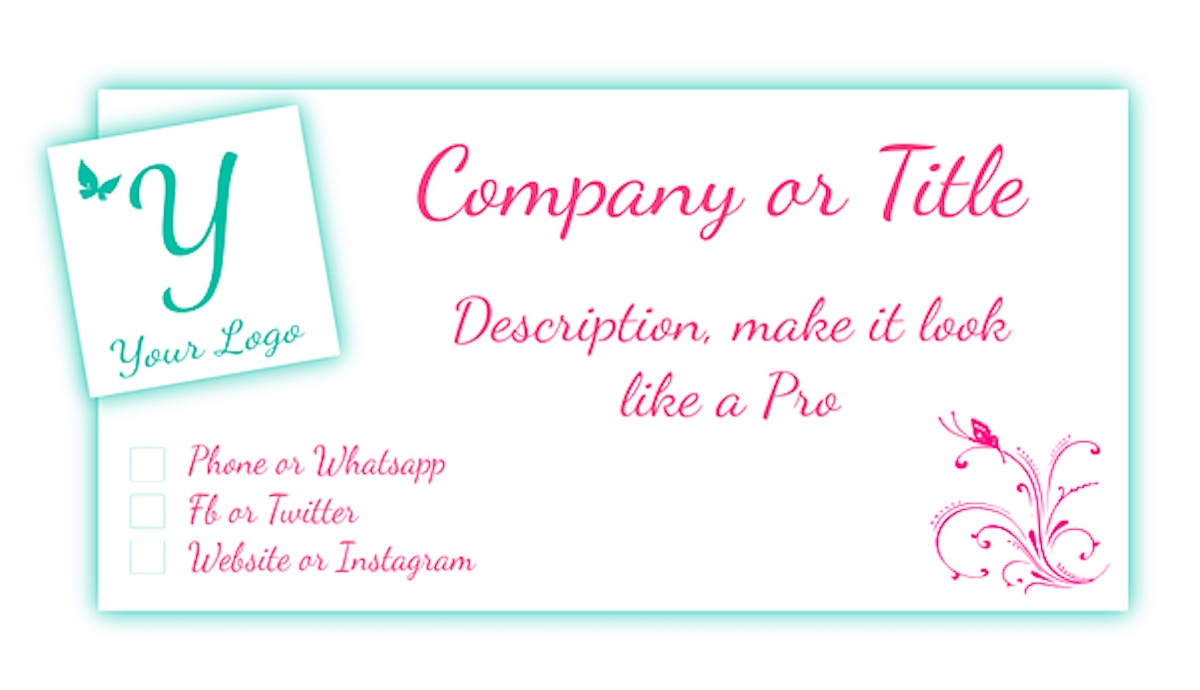 Y
Your Logo
Company or Title
Description, make it look
like a Pro
Phone or Whatsapp
Fb or Twitter
Website or Instagram